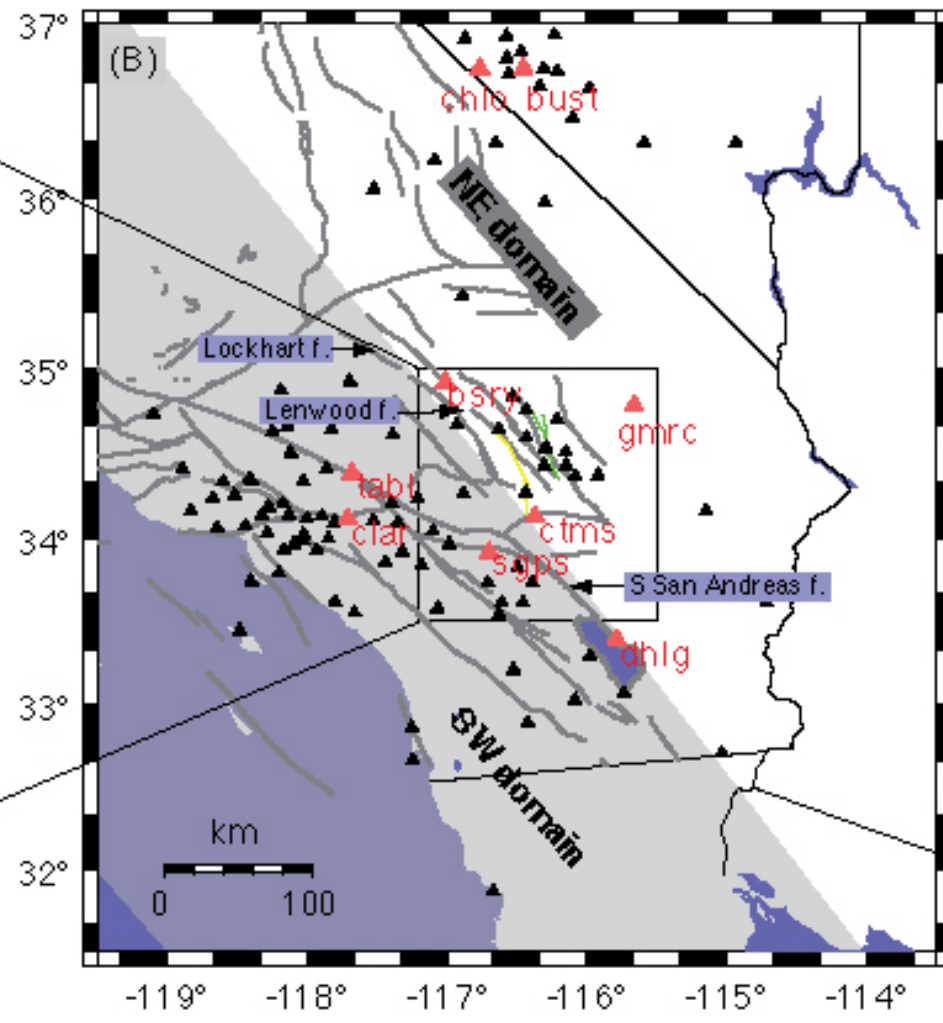 37°
(B)
chlo bust
36°
NE domain
35°
Lockhart f.
bsry
Lenwood f.
gmrc
tabl
34°
clar
ctms
sgps
S San Andreas f.
dhlg
33°
SW domain
km
32°
0 100
-119° -118° -117° -116° -115° -114°